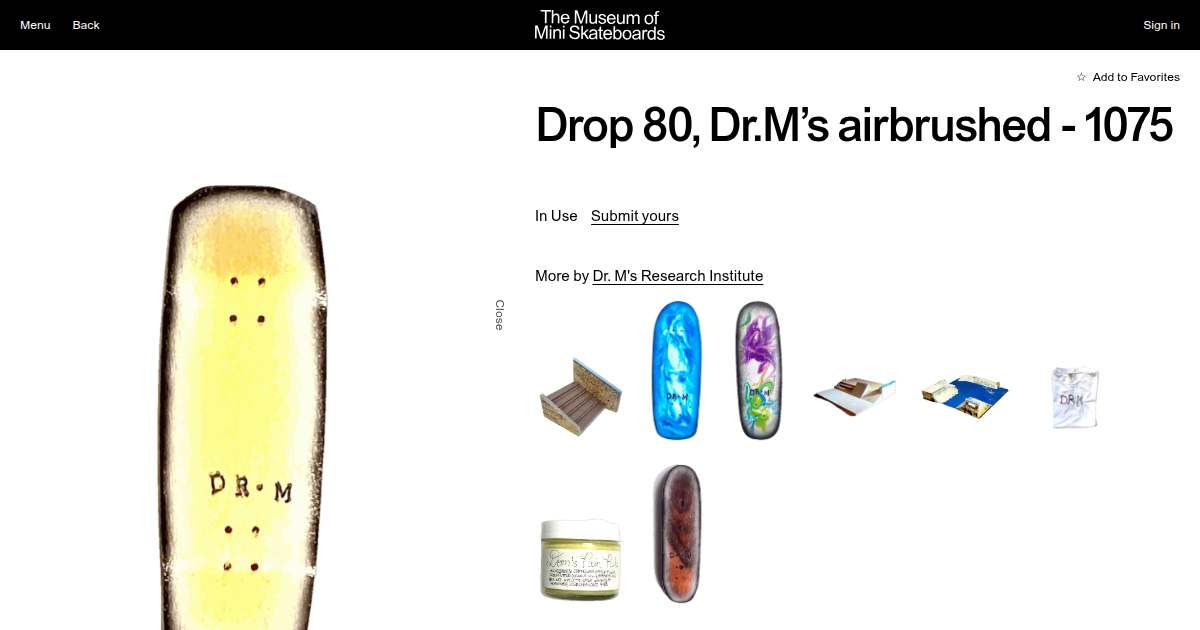 Menu
Back
The Museum of
Mini Skateboards
Sign in
☆ Add to Favorites
Drop 80, Dr.M’s airbrushed - 1075
In Use Submit yours
More by Dr. M's Research Institute
Close
DR•M
DR•M
DR•M
DR M